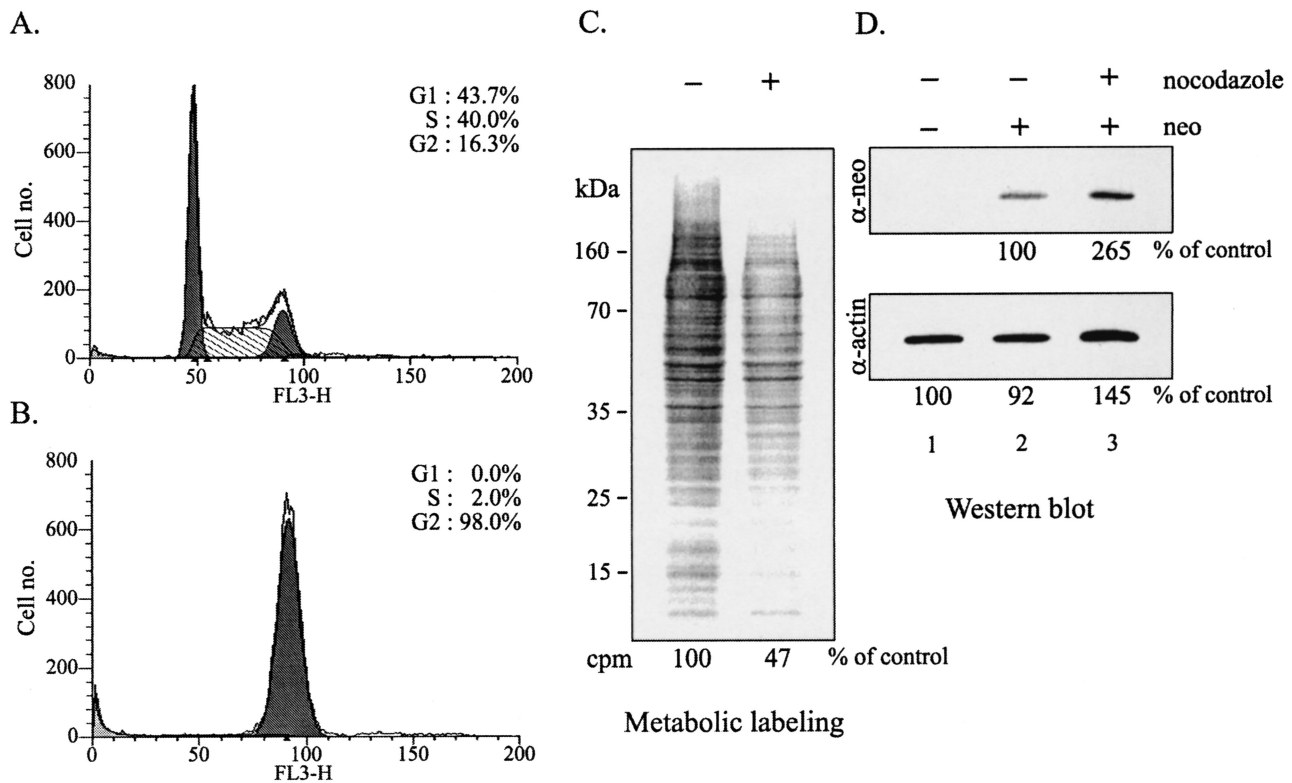 A.
800
600
400
200
0
Cell no.
G1 : 43.7%
S : 40.0%
G2 : 16.3%
0 50 100 150 200
FL3-H
B.
800
600
400
200
0
Cell no.
G1 : 0.0%
S : 2.0%
G2 : 98.0%
0 50 100 150 200
FL3-H
C.
− +
kDa
160 –
70 –
35 –
25 –
15 –
cpm 100 47 % of control
Metabolic labeling
D.
− − + nocodazole
− + + neo
α-neo
100 265 % of control
α-actin
100 92 145 % of control
1 2 3
Western blot